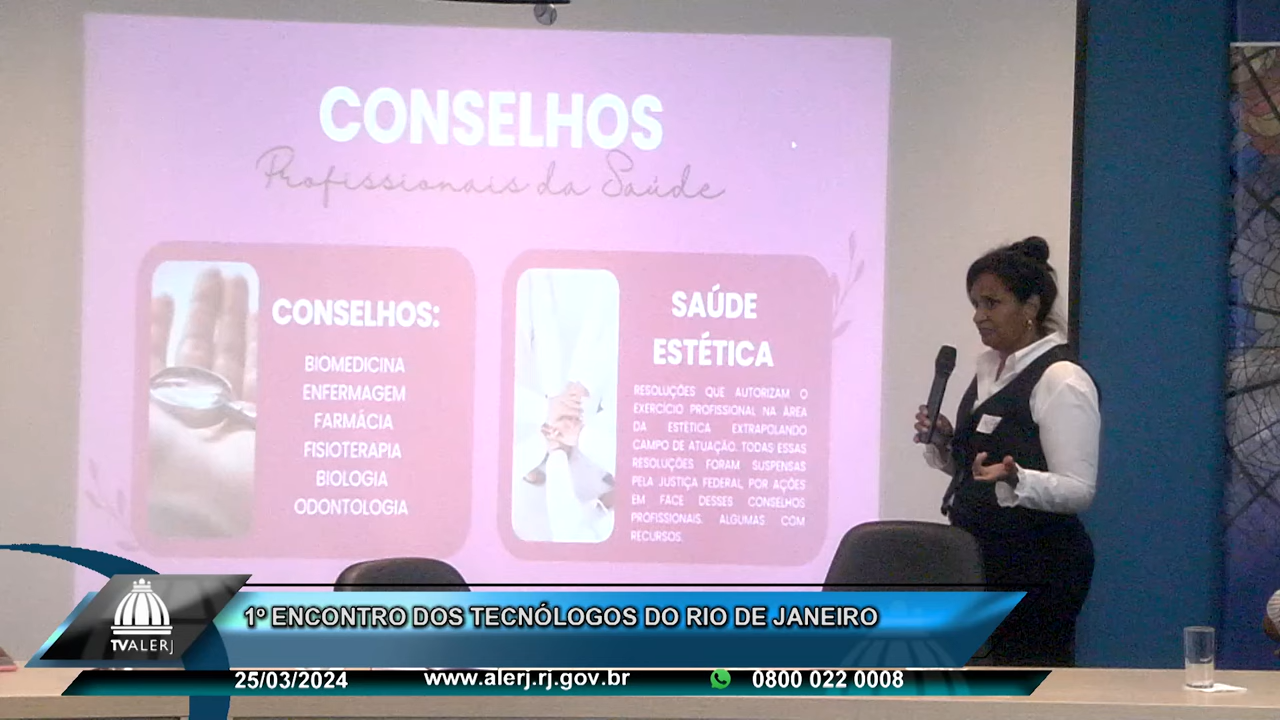 CONSELHOS
Profissionais da Saúde
CONSELHOS:
BIOMEDICINA
ENFERMAGEM
FARMÁCIA
FISIOTERAPIA
BIOLOGIA
ODONTOLOGIA
SAÚDE
ESTÉTICA
RESOLUÇÕES QUE AUTORIZAM O
EXERCÍCIO PROFISSIONAL NA ÁREA
DA ESTÉTICA EXTRAPOLANDO
CAMPO DE ATUAÇÃO. TODAS ESSAS
RESOLUÇÕES FORAM SUSPENSAS
PELA JUSTIÇA FEDERAL, POR AÇÕES
EM FACE DESSES CONSELHOS
PROFISSIONAIS. ALGUMAS COM
RECURSOS.
1º ENCONTRO DOS TECNÓLOGOS DO RIO DE JANEIRO
TVALERJ
25/03/2024 www.alerj.rj.gov.br 0800 022 0008